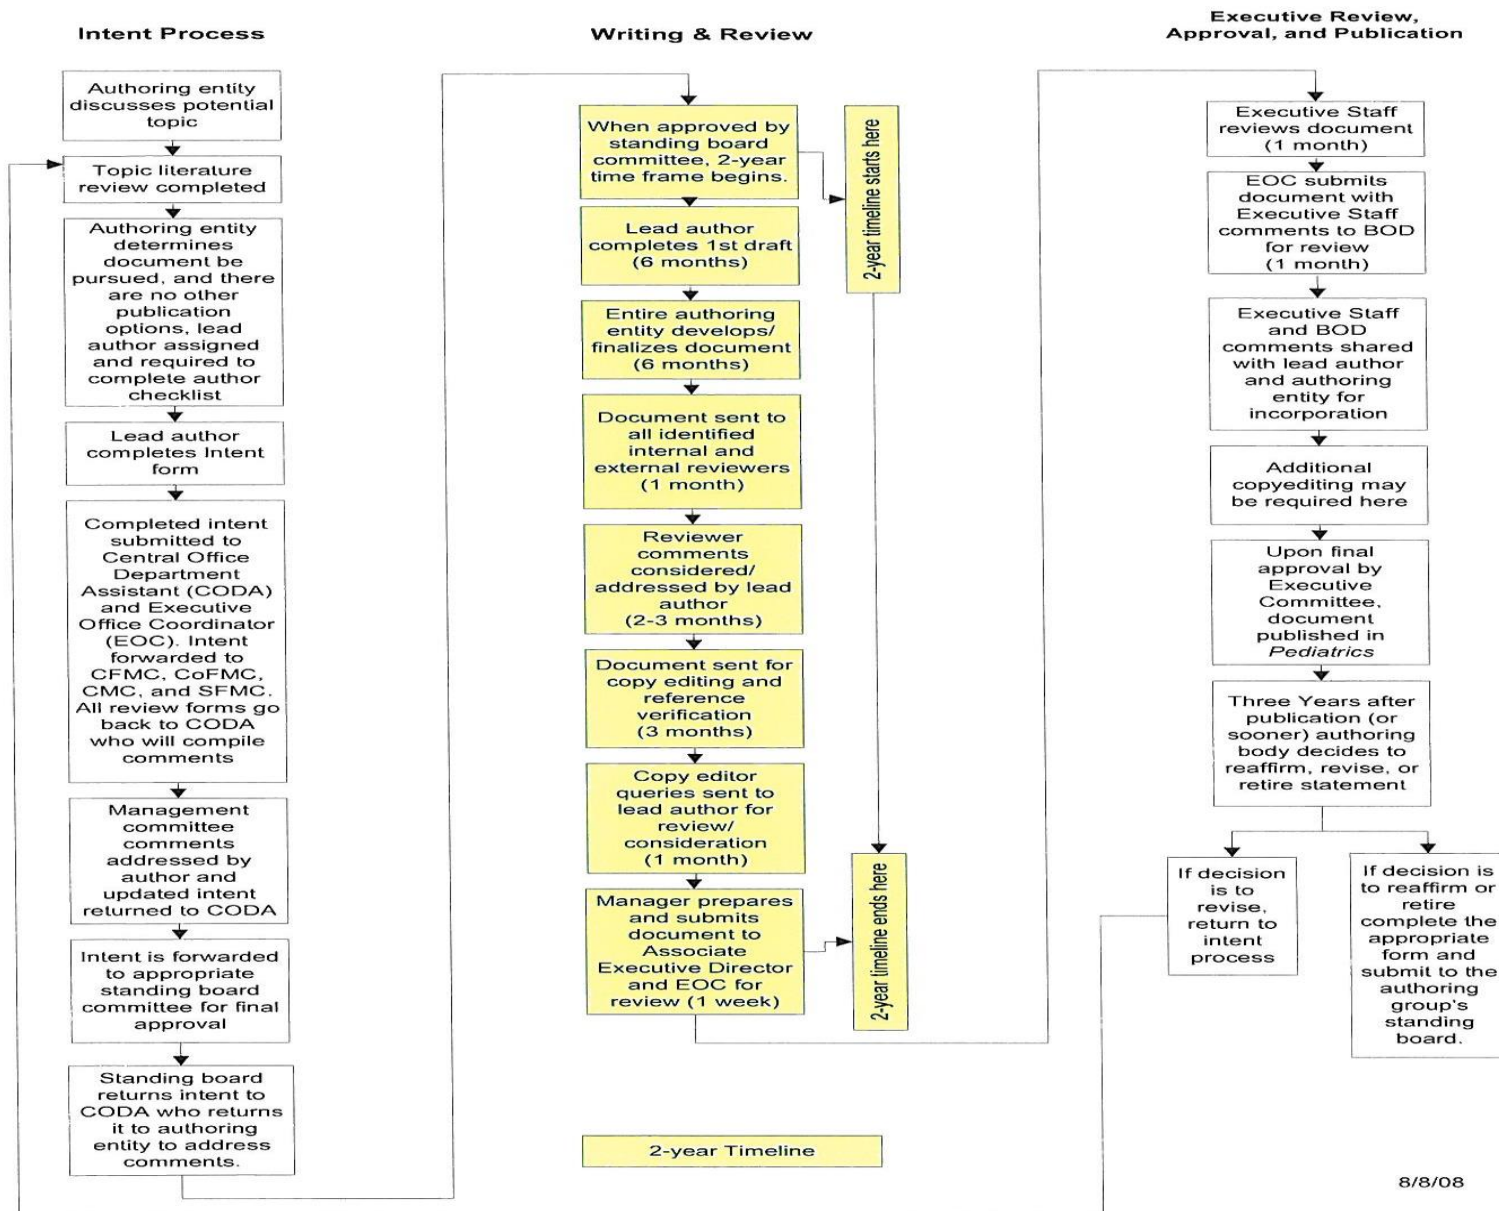 Intent Process
Authoring entity
discusses potential
topic
Topic literature
review completed
Authoring entity
determines
document be
pursued, and there
are no other
publication
options, lead
author assigned
and required to
complete author
checklist
Lead author
completes Intent
form
Completed intent
submitted to
Central Office
Department
Assistant (CODA)
and Executive
Office Coordinator
(EOC). Intent
forwarded to
CFMC, CoFMC,
CMC, and SFMC.
All review forms go
back to CODA
who will compile
comments
Management
committee
comments
addressed by
author and
updated intent
returned to CODA
Intent is forwarded
to appropriate
standing board
committee for final
approval
Standing board
returns intent to
CODA who returns
it to authoring
entity to address
comments.
Writing & Review
When approved by
standing board
committee, 2-year
time frame begins.
2-year timeline starts here
Lead author
completes 1st draft
(6 months)
Entire authoring
entity develops/
finalizes document
(6 months)
Document sent to
all identified
internal and
external reviewers
(1 month)
Reviewer
comments
considered/
addressed by lead
author
(2-3 months)
Document sent for
copy editing and
reference
verification
(3 months)
Copy editor
queries sent to
lead author for
review/
consideration
(1 month)
Manager prepares
and submits
document to
Associate
Executive Director
and EOC for
review (1 week)
2-year timeline ends here
2-year Timeline
Executive Review,
Approval, and Publication
Executive Staff
reviews document
(1 month)
EOC submits
document with
Executive Staff
comments to BOD
for review
(1 month)
Executive Staff
and BOD
comments shared
with lead author
and authoring
entity for
incorporation
Additional
copyediting may
be required here
Upon final
approval by
Executive
Committee,
document
published in
Pediatrics
Three Years after
publication (or
sooner) authoring
body decides to
reaffirm, revise, or
retire statement
If decision
is to
revise,
return to
intent
process
If decision is
to reaffirm or
retire
complete the
appropriate
form and
submit to the
authoring
group's
standing
board.
8/8/08